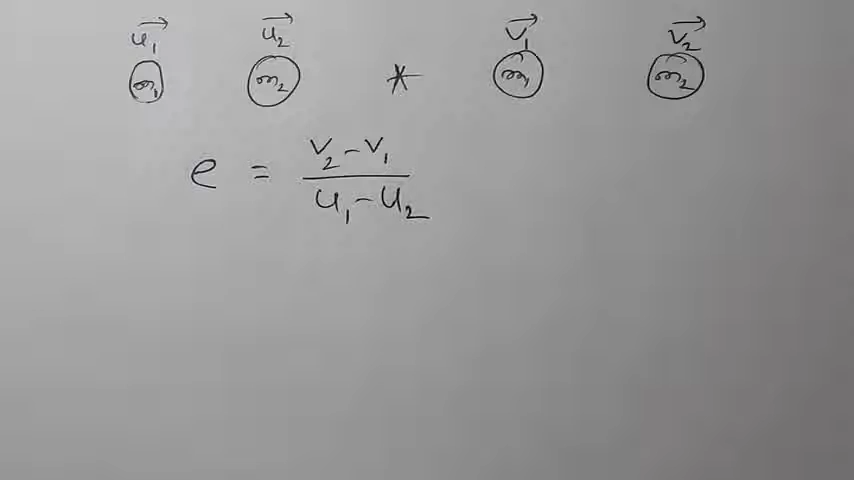 u₁→ u₂→ v₁→ v₂→
m₁ m₂ * m₁ m₂
e = (v₂ - v₁) / (u₁ - u₂)